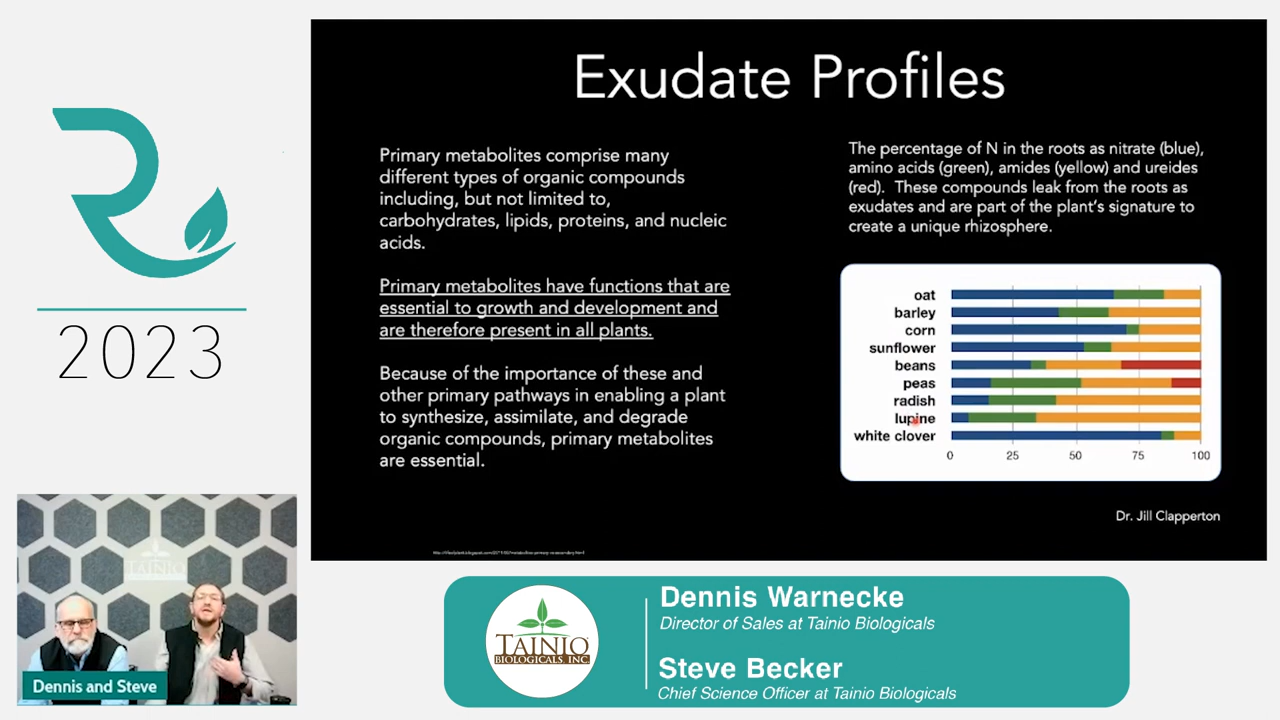 Exudate Profiles
Primary metabolites comprise many
different types of organic compounds
including, but not limited to,
carbohydrates, lipids, proteins, and nucleic
acids.
Primary metabolites have functions that are
essential to growth and development and
are therefore present in all plants.
Because of the importance of these and
other primary pathways in enabling a plant
to synthesize, assimilate, and degrade
organic compounds, primary metabolites
are essential.
The percentage of N in the roots as nitrate (blue),
amino acids (green), amides (yellow) and ureides
(red). These compounds leak from the roots as
exudates and are part of the plant's signature to
create a unique rhizosphere.
oat
barley
corn
sunflower
beans
peas
radish
lupine
white clover
0 25 50 75 100
Dr. Jill Clapperton
R
2023
TAINIO
Dennis and Steve
TAINIO
BIOLOGICALS, INC.
Dennis Warnecke
Director of Sales at Tainio Biologicals
Steve Becker
Chief Science Officer at Tainio Biologicals